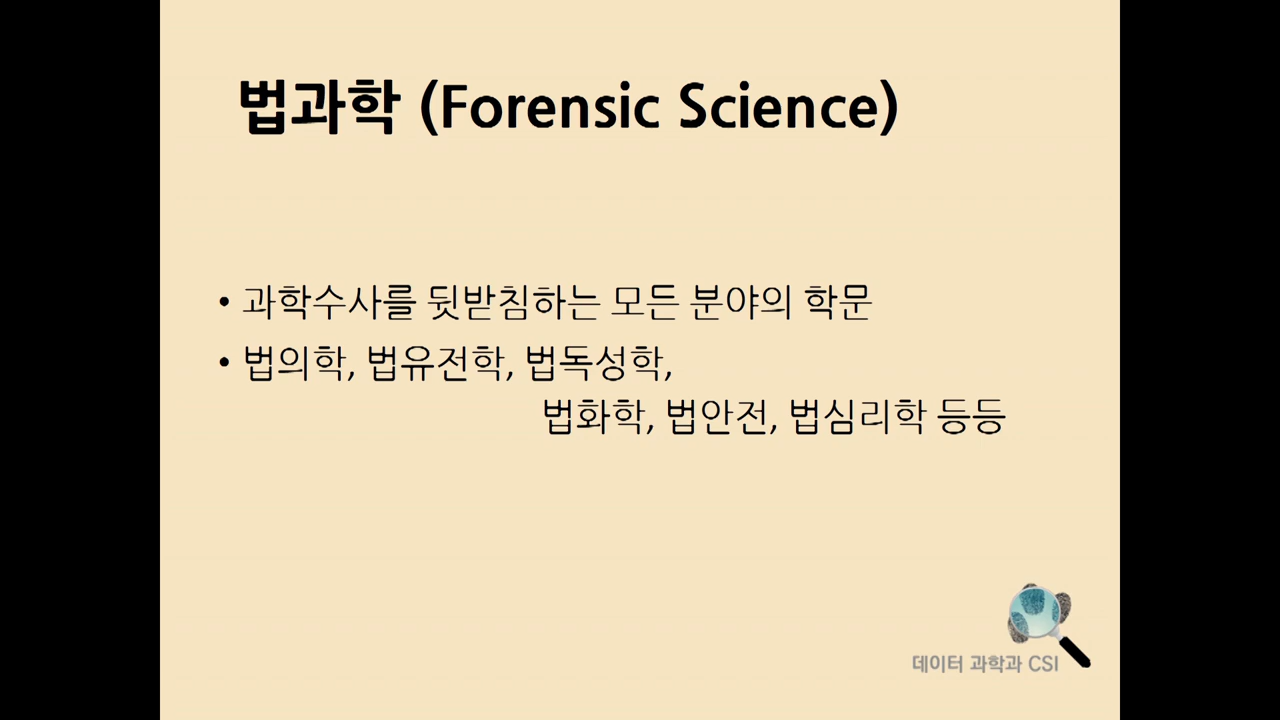 법과학 (Forensic Science)
• 과학수사를 뒷받침하는 모든 분야의 학문
• 법의학, 법유전학, 법독성학,
법화학, 법안전, 법심리학 등등
데이터 과학과 CSI